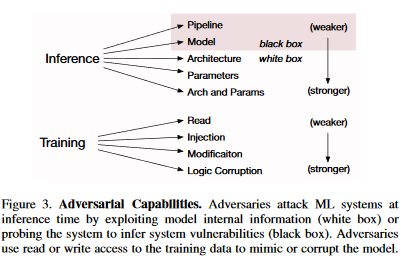 Pipeline (weaker)
Model black box
Inference Architecture white box
Parameters
Arch and Params (stronger)
Read (weaker)
Training Injection
Modificaiton
Logic Corruption (stronger)
Figure 3. Adversarial Capabilities. Adversaries attack ML systems at
inference time by exploiting model internal information (white box) or
probing the system to infer system vulnerabilities (black box). Adversaries
use read or write access to the training data to mimic or corrupt the model.